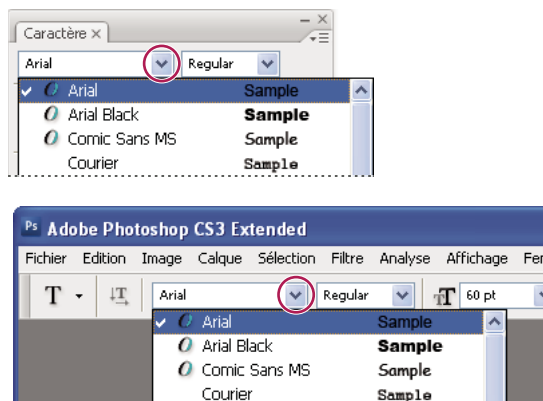 Caractère ×
Arial Regular
Arial Sample
Arial Black Sample
Comic Sans MS Sample
Courier Sample
Ps Adobe Photoshop CS3 Extended
Fichier Edition Image Calque Sélection Filtre Analyse Affichage Fe
T T Arial Regular T 60 pt
Arial Sample
Arial Black Sample
Comic Sans MS Sample
Courier Sample